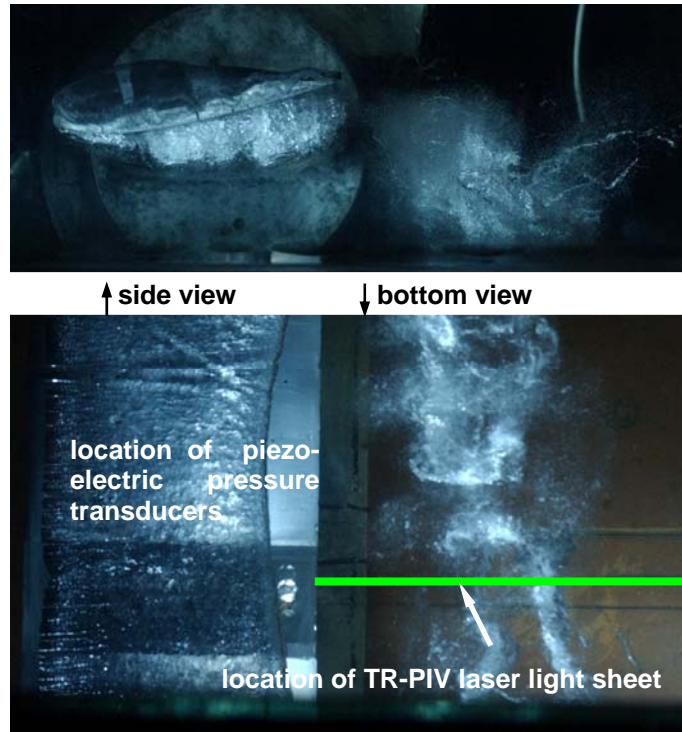 side view
bottom view
location of piezo-
electric pressure
transducers
location of TR-PIV laser light sheet